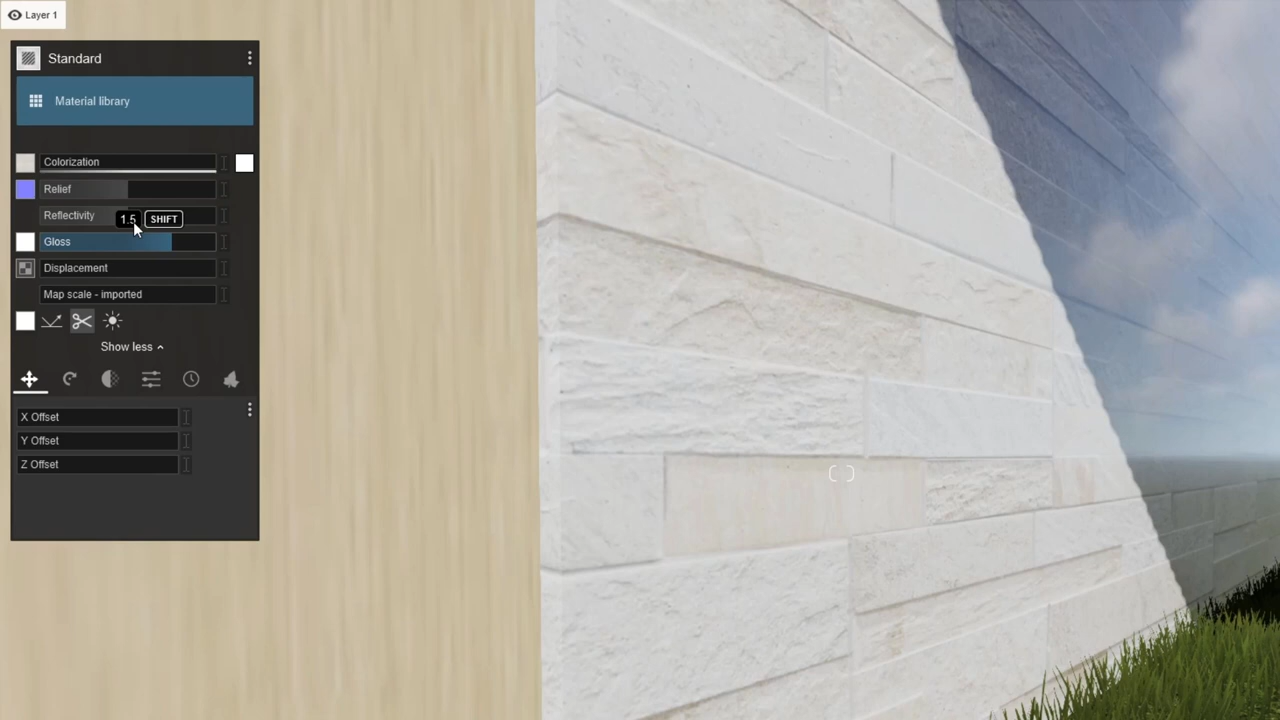 Layer 1
Standard
Material library
Colorization
Relief
Reflectivity
1.5 SHIFT
Gloss
Displacement
Map scale - imported
Show less
X Offset
Y Offset
Z Offset